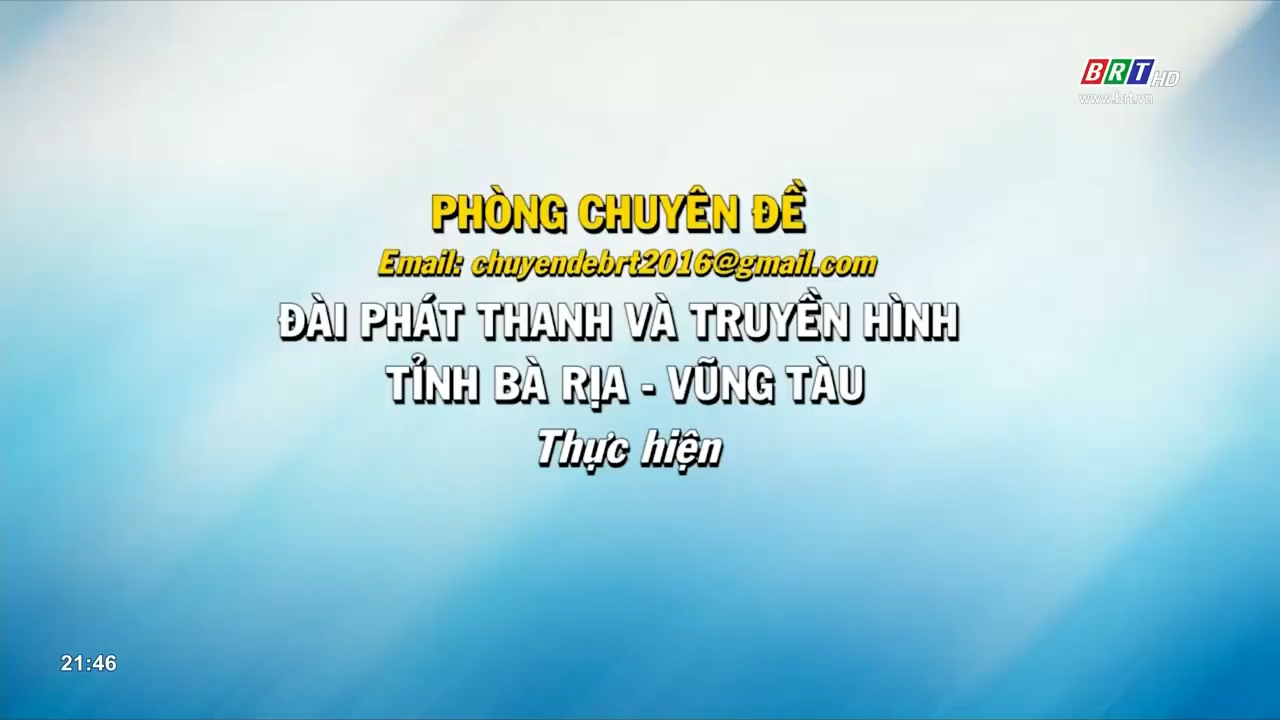 BRT HD
www.brt.vn
PHÒNG CHUYÊN ĐỀ
Email: chuyendebrt2016@gmail.com
ĐÀI PHÁT THANH VÀ TRUYỀN HÌNH
TỈNH BÀ RỊA - VŨNG TÀU
Thực hiện
21:46